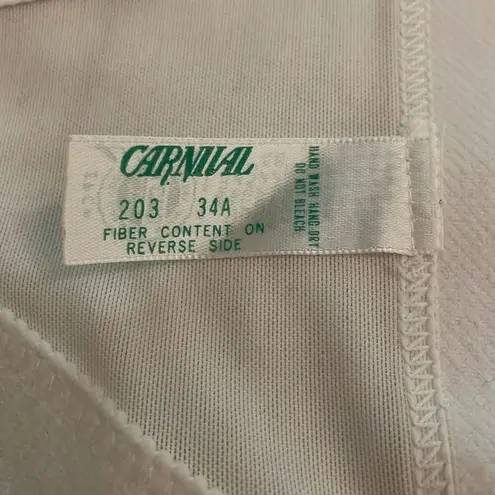 CARNIVAL
203 34A
FIBER CONTENT ON
REVERSE SIDE
HAND WASH HANG DRY
DO NOT BLEACH